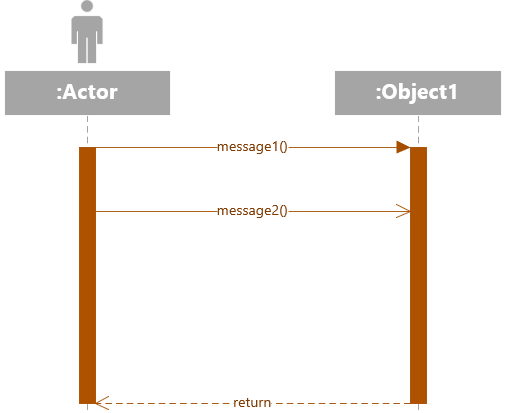 :Actor
:Object1
message1()
message2()
return